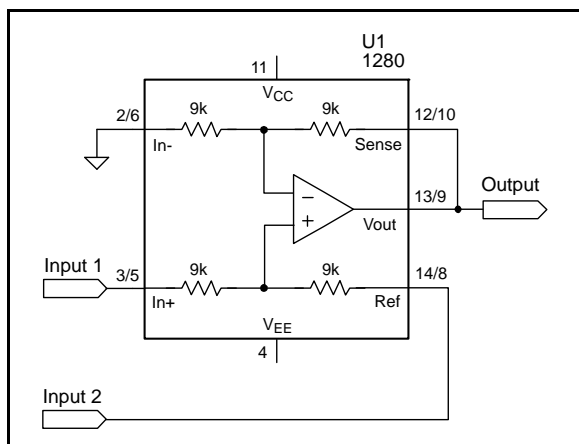 U1
1280
11
VCC
2/6
9k
9k
12/10
In-
Sense
−
+
13/9
Output
Vout
Input 1
3/5
9k
9k
14/8
In+
Ref
VEE
4
Input 2